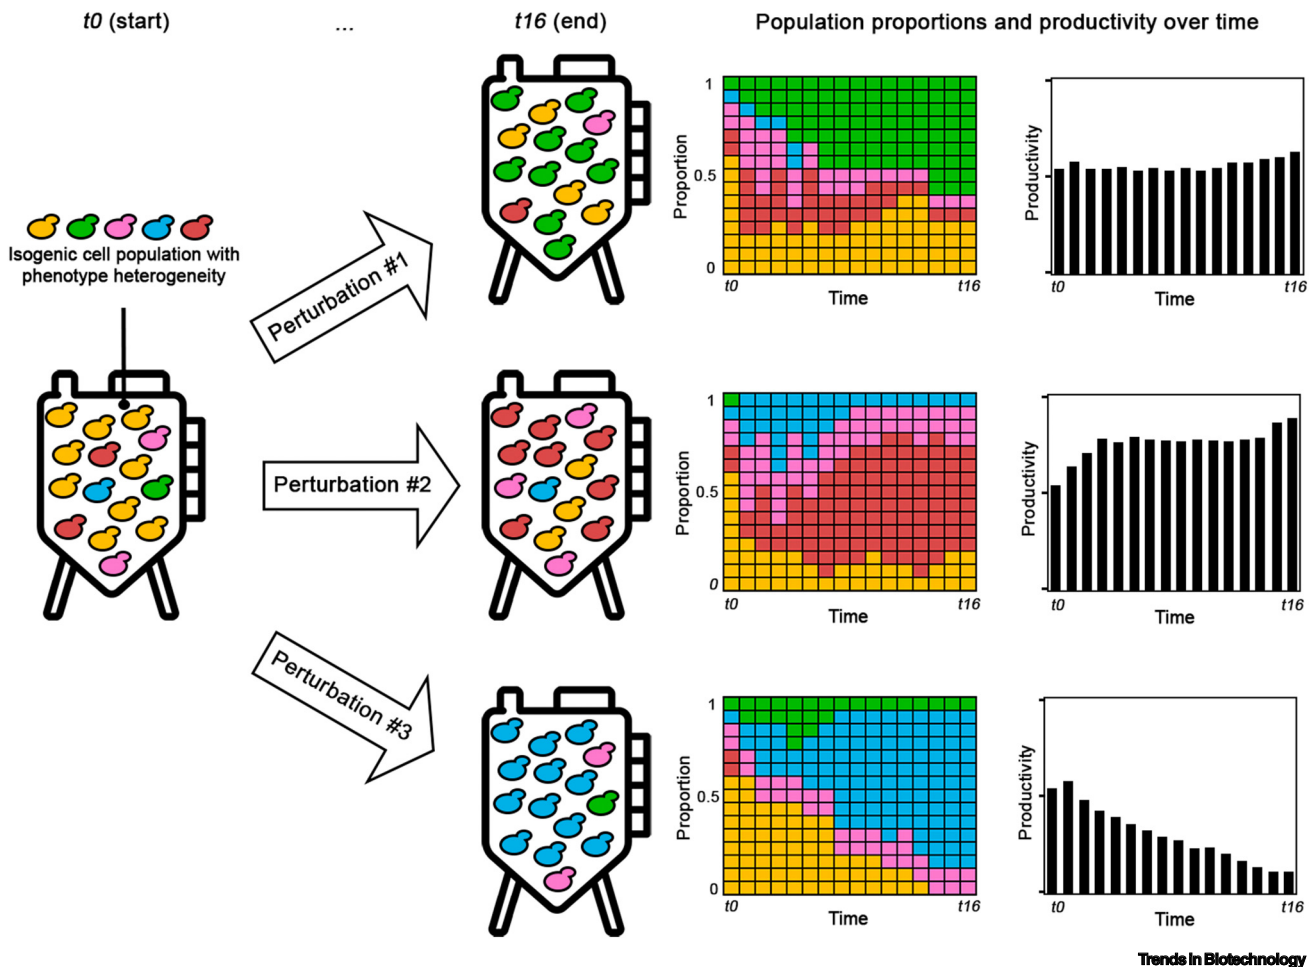 t0 (start)
...
t16 (end)
Population proportions and productivity over time
Isogenic cell population with
phenotype heterogeneity
Perturbation #1
1
Proportion
0.5
0
t0
t16
Time
Productivity
t0
t16
Time
Perturbation #2
1
Proportion
0.5
0
t0
t16
Time
Productivity
t0
t16
Time
Perturbation #3
1
Proportion
0.5
0
t0
t16
Time
Productivity
t0
t16
Time
Trends in Biotechnology